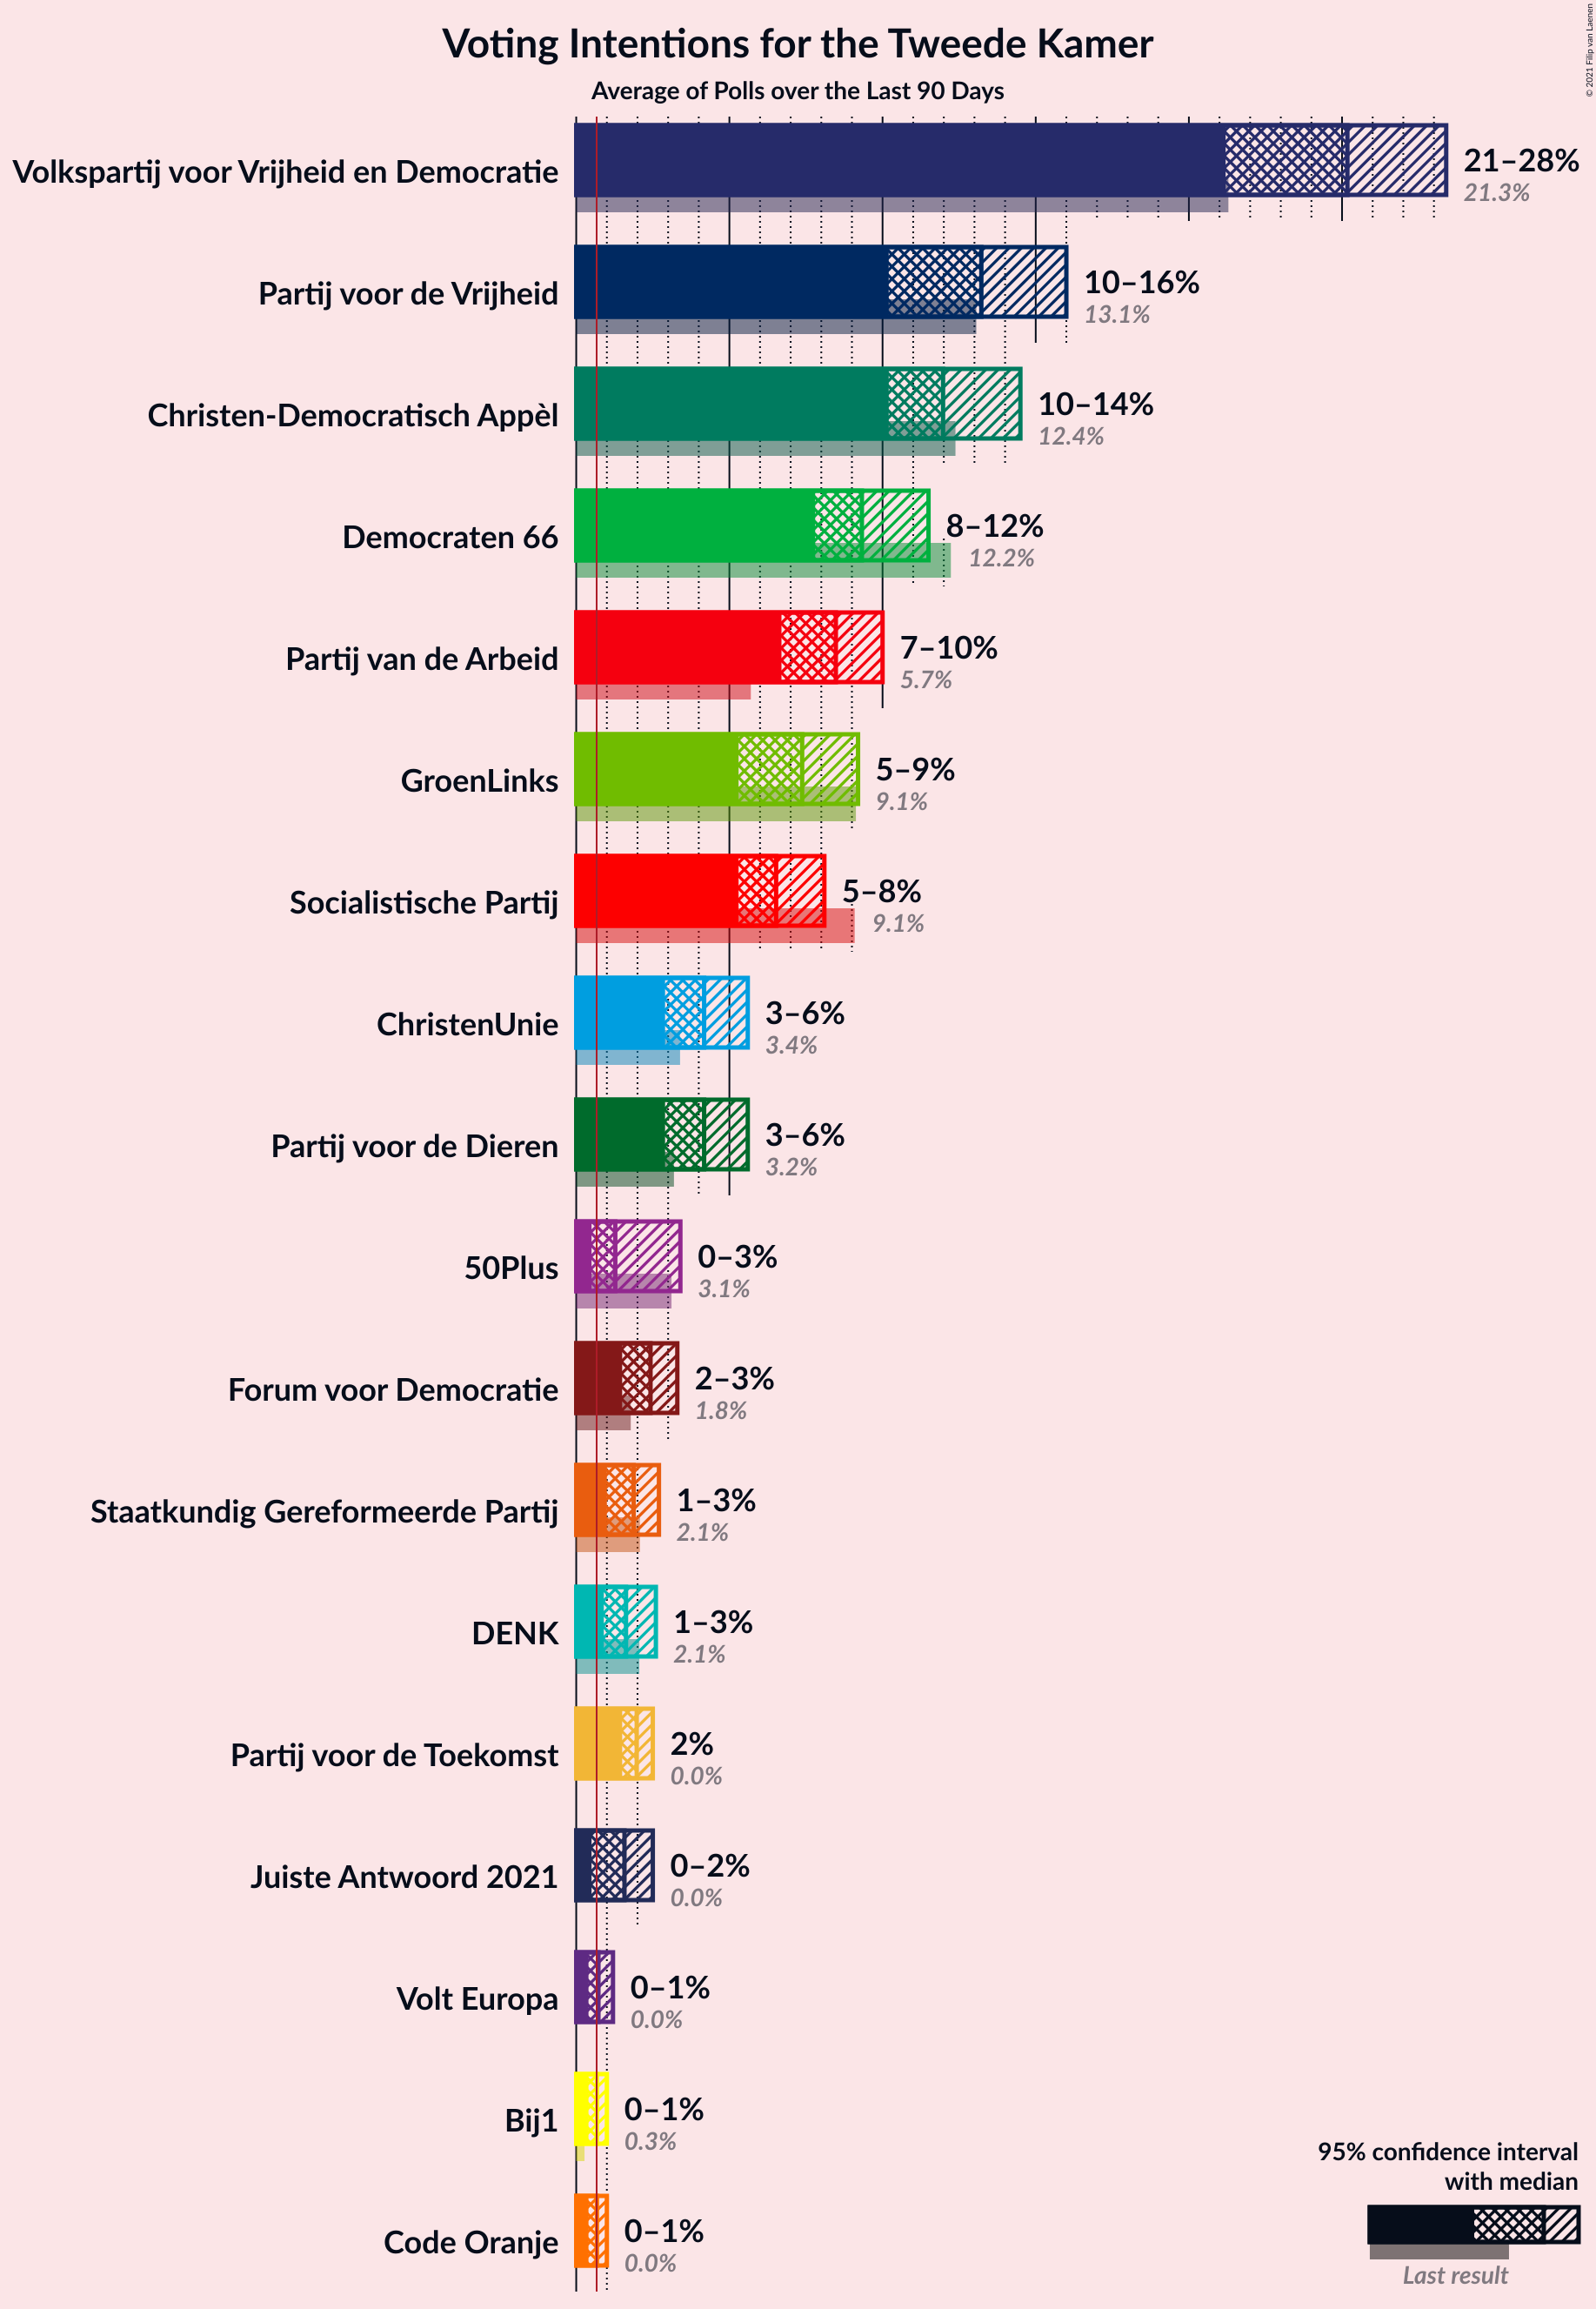 Voting Intentions for the Tweede Kamer
Average of Polls over the Last 90 Days
© 2021 Filip van Laenen
Volkspartij voor Vrijheid en Democratie
21–28%
21.3%
Partij voor de Vrijheid
10–16%
13.1%
Christen-Democratisch Appèl
10–14%
12.4%
Democraten 66
8–12%
12.2%
Partij van de Arbeid
7–10%
5.7%
GroenLinks
5–9%
9.1%
Socialistische Partij
5–8%
9.1%
ChristenUnie
3–6%
3.4%
Partij voor de Dieren
3–6%
3.2%
50Plus
0–3%
3.1%
Forum voor Democratie
2–3%
1.8%
Staatkundig Gereformeerde Partij
1–3%
2.1%
DENK
1–3%
2.1%
Partij voor de Toekomst
2%
0.0%
Juiste Antwoord 2021
0–2%
0.0%
Volt Europa
0–1%
0.0%
Bij1
0–1%
0.3%
Code Oranje
0–1%
0.0%
95% confidence interval
with median
Last result